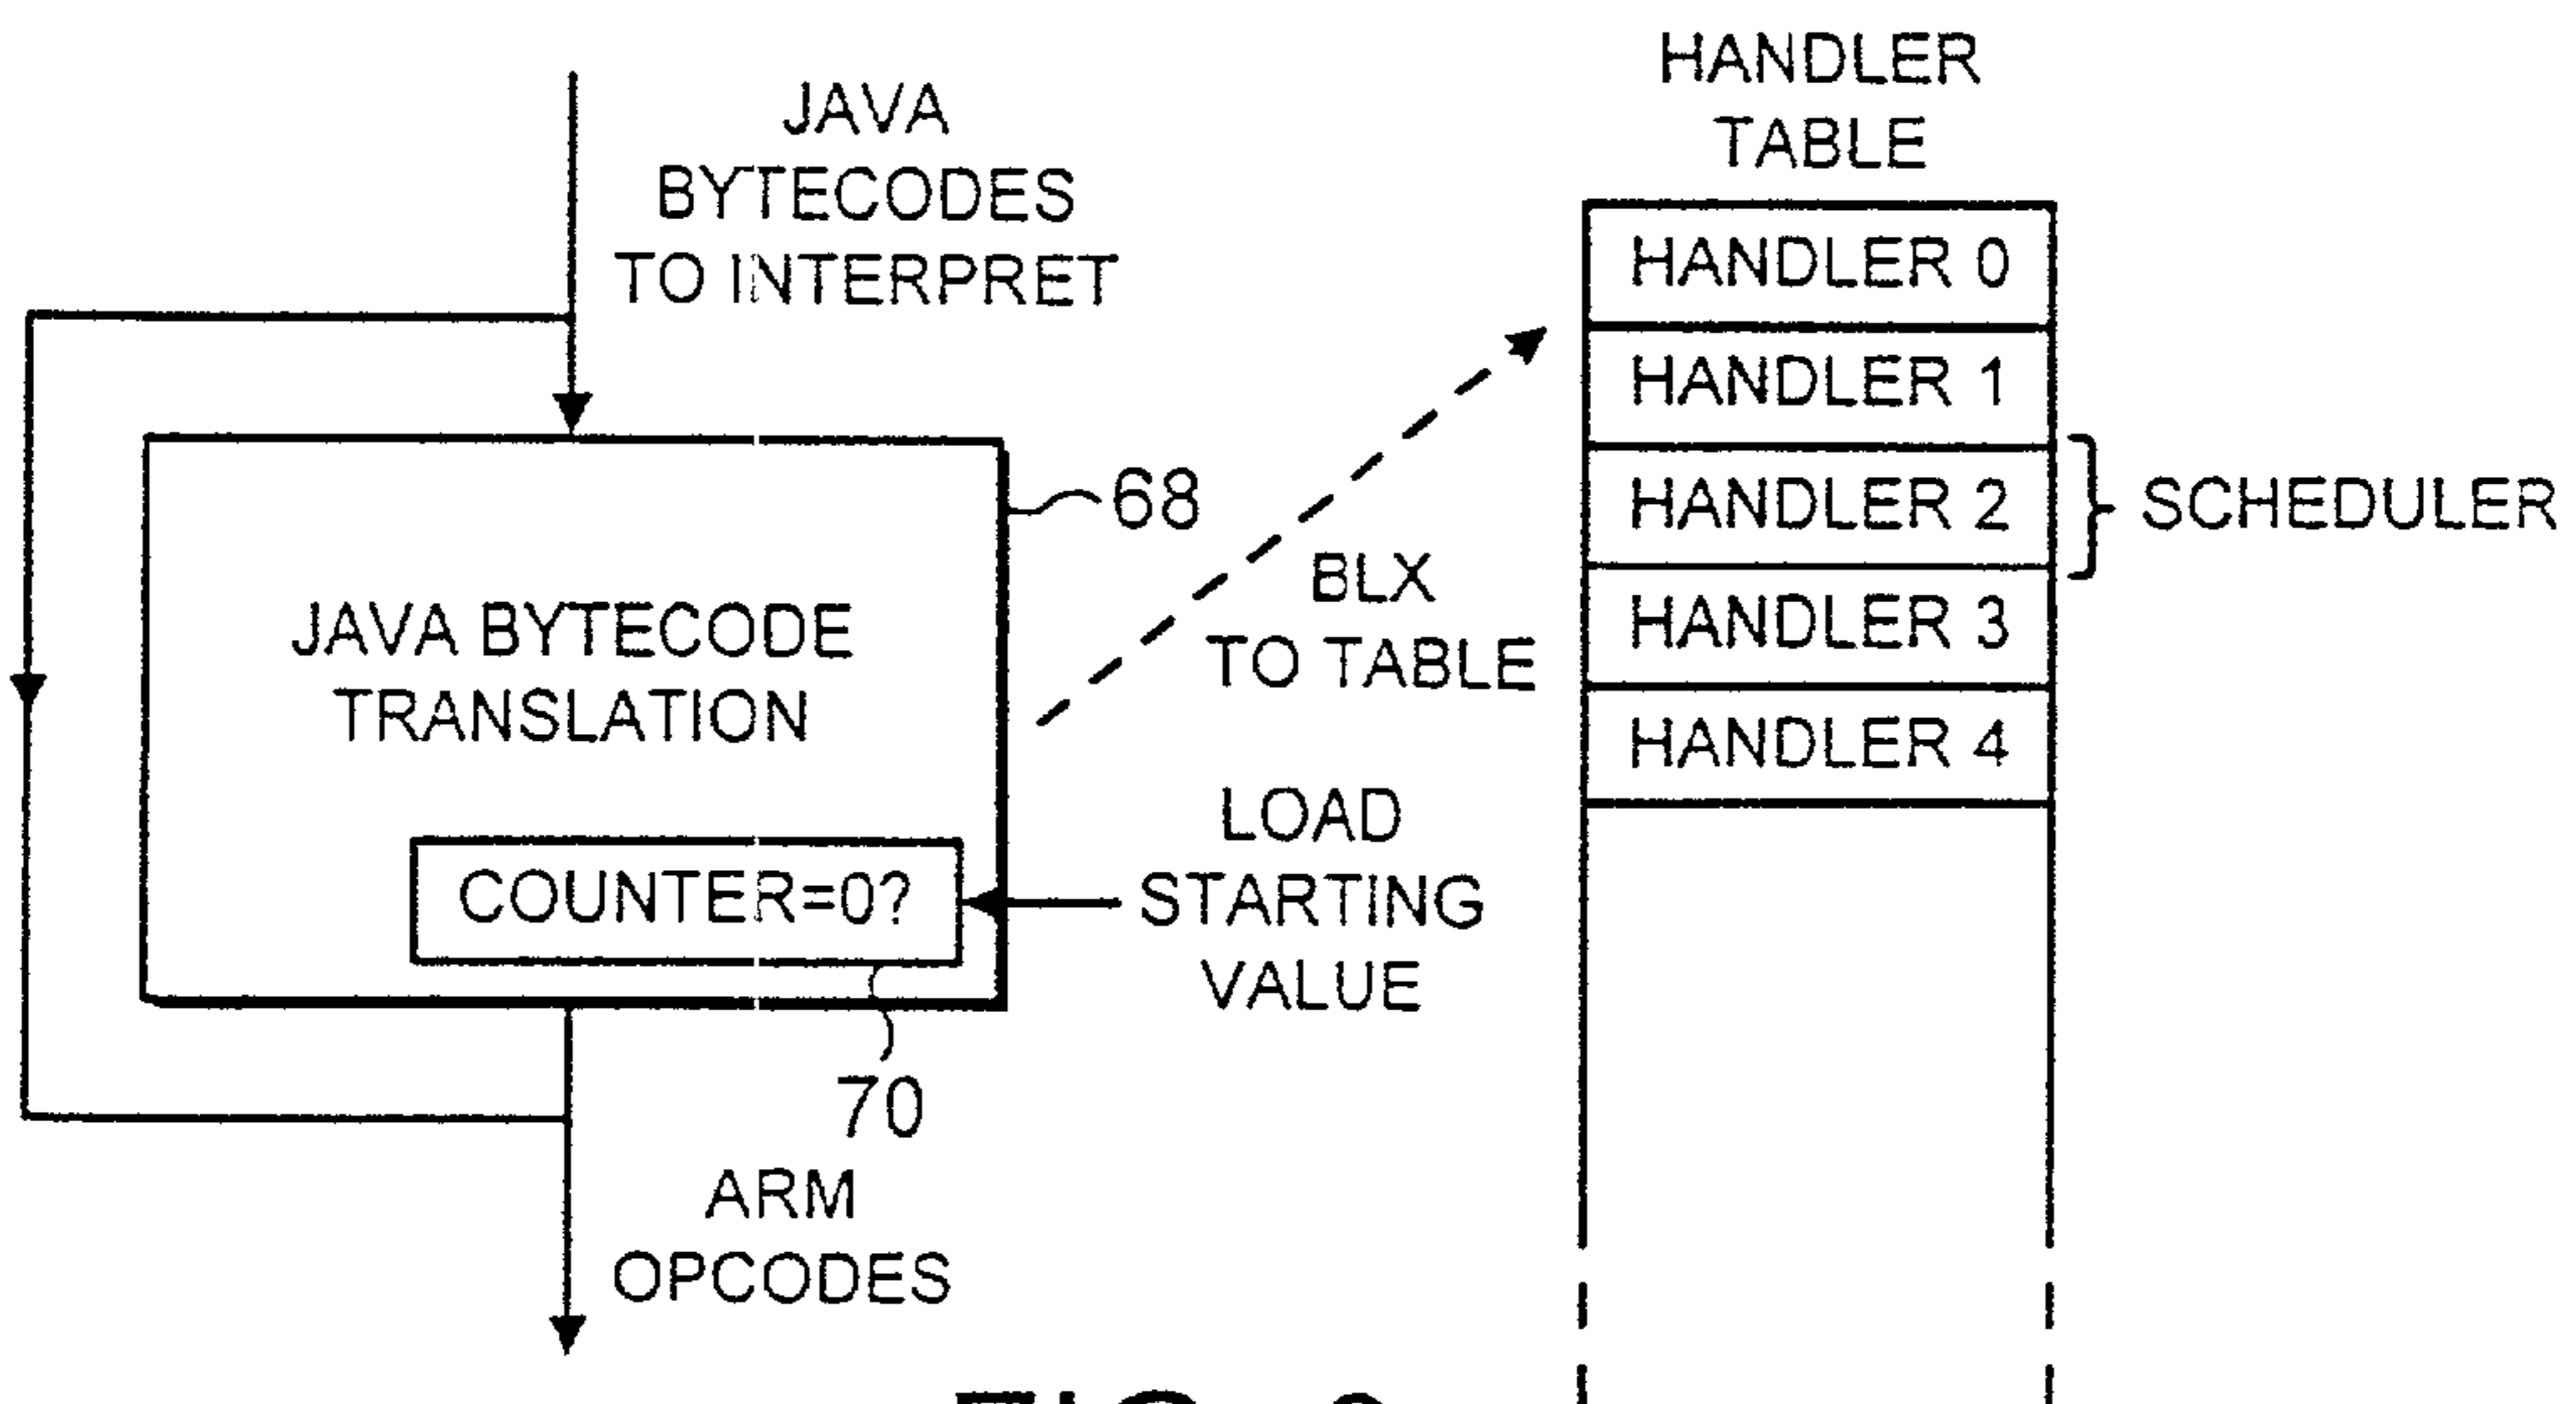 JAVA
BYTECODES
TO INTERPRET
HANDLER
TABLE
HANDLER 0
HANDLER 1
HANDLER 2
HANDLER 3
HANDLER 4
SCHEDULER
68
BLX
TO TABLE
JAVA BYTECODE
TRANSLATION
COUNTER=0?
LOAD
STARTING
VALUE
70
ARM
OPCODES